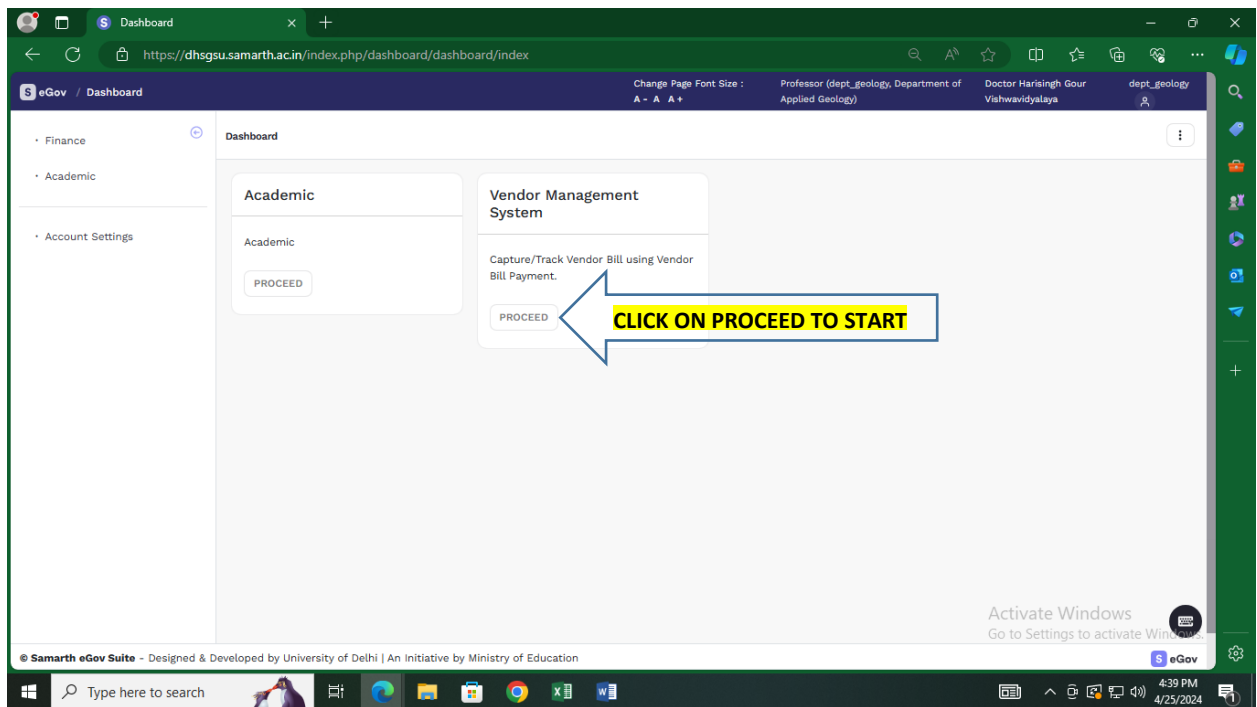 S Dashboard
https://dhsgsu.samarth.ac.in/index.php/dashboard/dashboard/index
S eGov / Dashboard
Change Page Font Size :
A - A A +
Professor (dept_geology, Department of
Applied Geology)
Doctor Harisingh Gour
Vishwavidyalaya
dept_geology
Finance
Academic
Account Settings
Dashboard
Academic
Academic
PROCEED
Vendor Management
System
Capture/Track Vendor Bill using Vendor
Bill Payment.
PROCEED
CLICK ON PROCEED TO START
Activate Windows
Go to Settings to activate Windows.
© Samarth eGov Suite - Designed & Developed by University of Delhi | An Initiative by Ministry of Education
S eGov
Type here to search
4:39 PM
4/25/2024
1